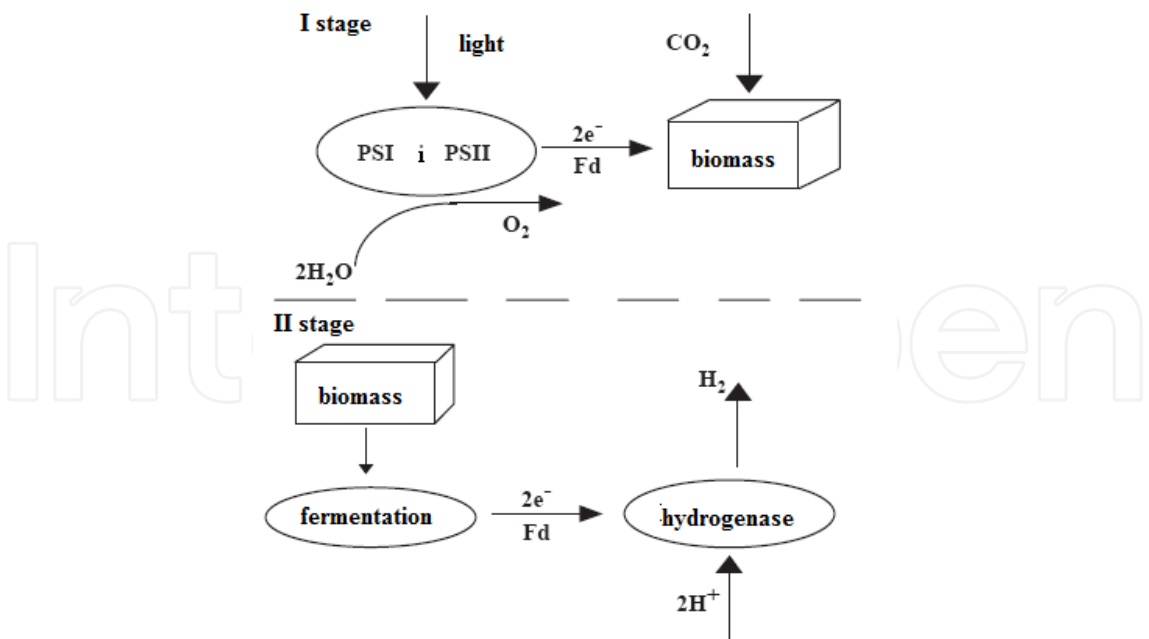 I stage
light
CO₂
PSI i PSII
2e⁻
Fd
biomass
O₂
2H₂O
II stage
biomass
H₂
fermentation
2e⁻
Fd
hydrogenase
2H⁺